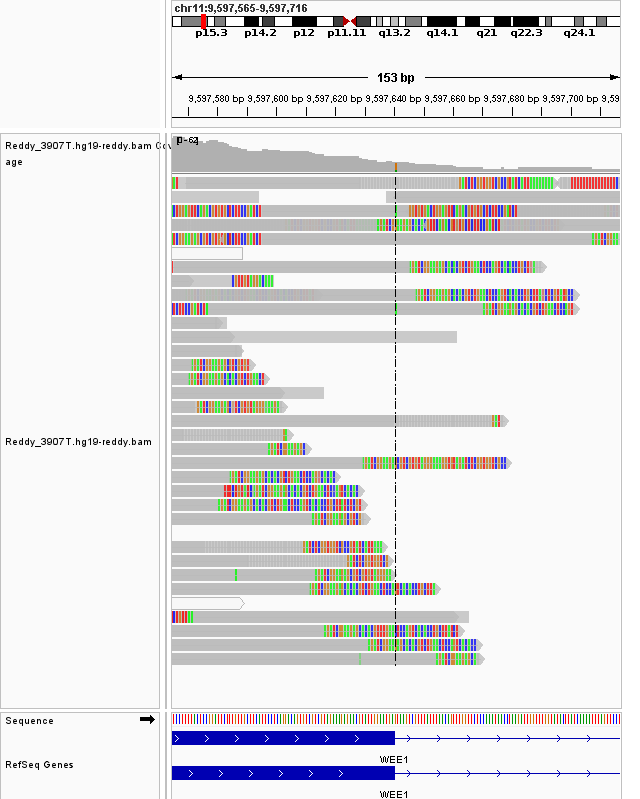 chr11:9,597,565-9,597,716
p15.3 p14.2 p12 p11.11 q13.2 q14.1 q21 q22.3 q24.1
153 bp
9,597,580 bp 9,597,600 bp 9,597,620 bp 9,597,640 bp 9,597,660 bp 9,597,680 bp 9,597,700 bp 9,59
Reddy_3907T.hg19-reddy.bam Cov
age
[0-62]
Reddy_3907T.hg19-reddy.bam
Sequence
WEE1
RefSeq Genes
WEE1